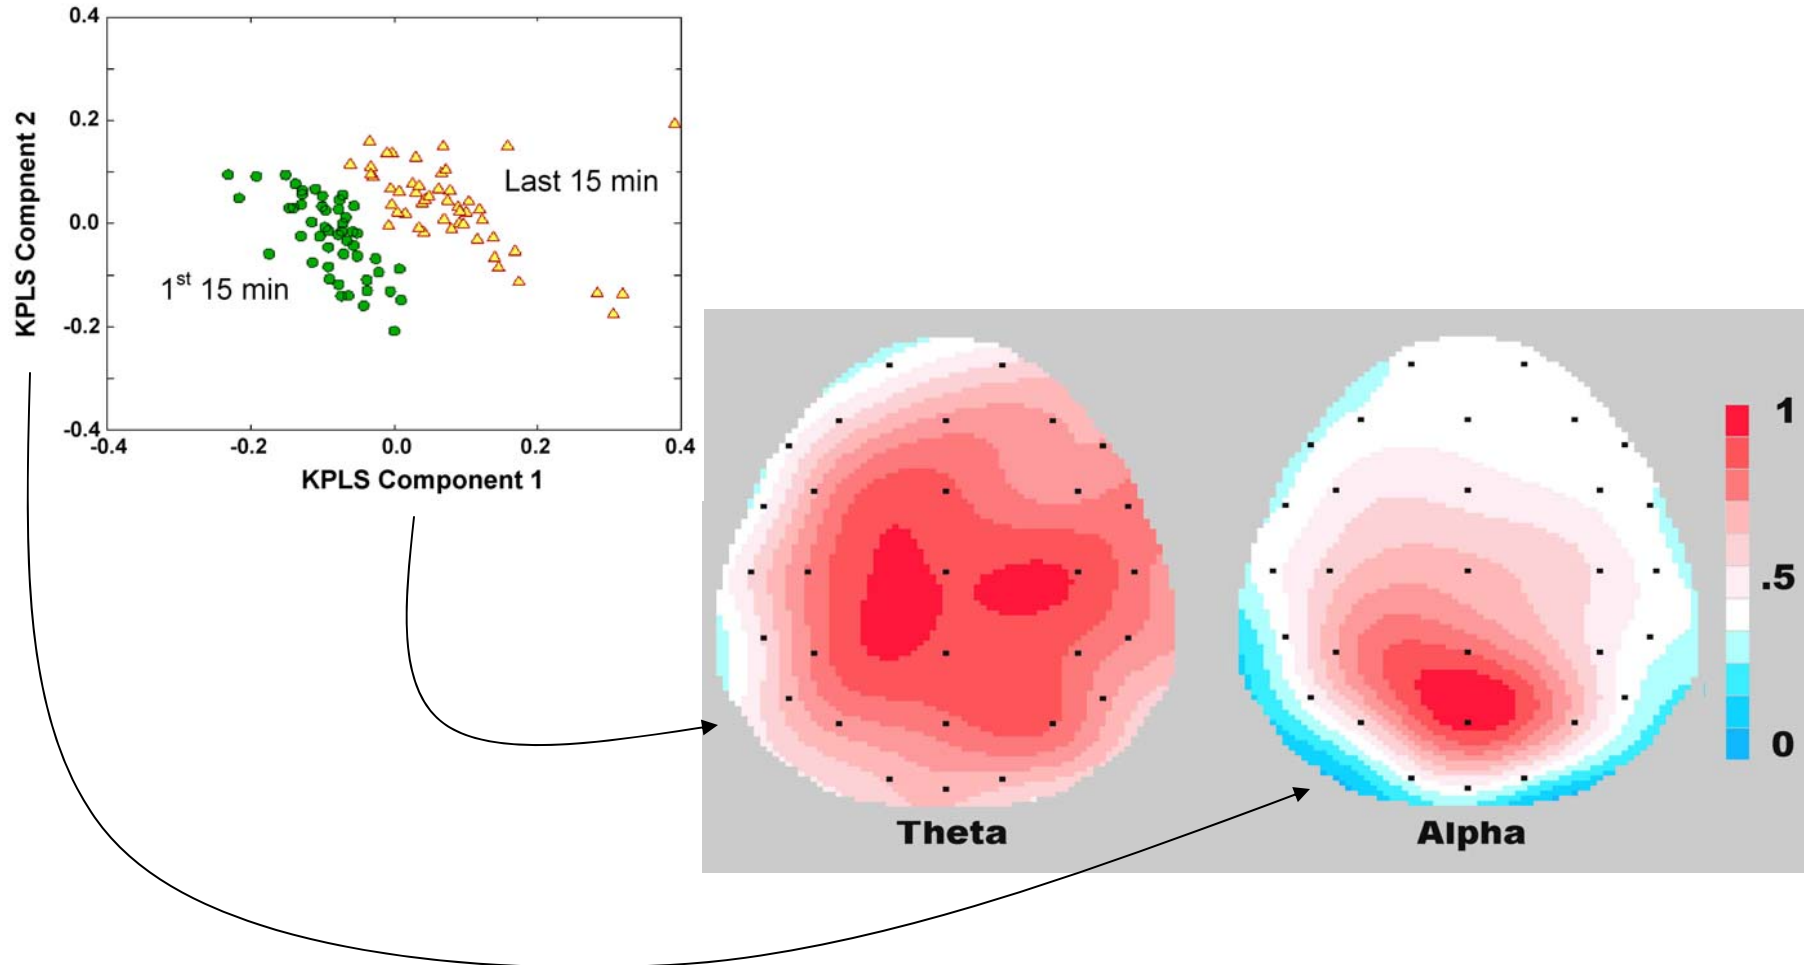 0.4
0.2
0.0
-0.2
-0.4
KPLS Compnent 2
Last 15 min
1st 15 min
-0.4
-0.2
0.0
0.2
0.4
KPLS Component 1
1
.5
0
Theta
Alpha